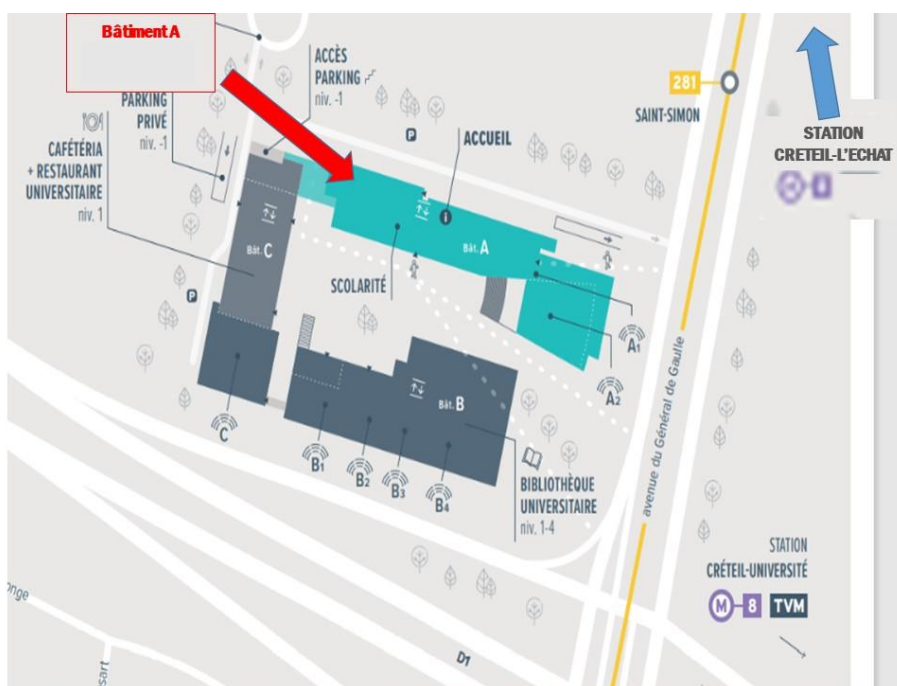 Bâtiment A
ACCÈS
PARKING
niv. -1
PARKING
PRIVÉ
niv. -1
CAFÉTÉRIA
+ RESTAURANT
UNIVERSITAIRE
niv. 1
P
ACCUEIL
i
281
SAINT-SIMON
STATION
CRETEIL-L'ECHAT
Bât. A
Bât. C
SCOLARITÉ
P
A1
A2
Bât. B
C
B1
B2
B3
B4
BIBLIOTHÈQUE
UNIVERSITAIRE
niv. 1-4
avenue du Général de Gaulle
STATION
CRÉTEIL-UNIVERSITÉ
M 8 TVM
D1